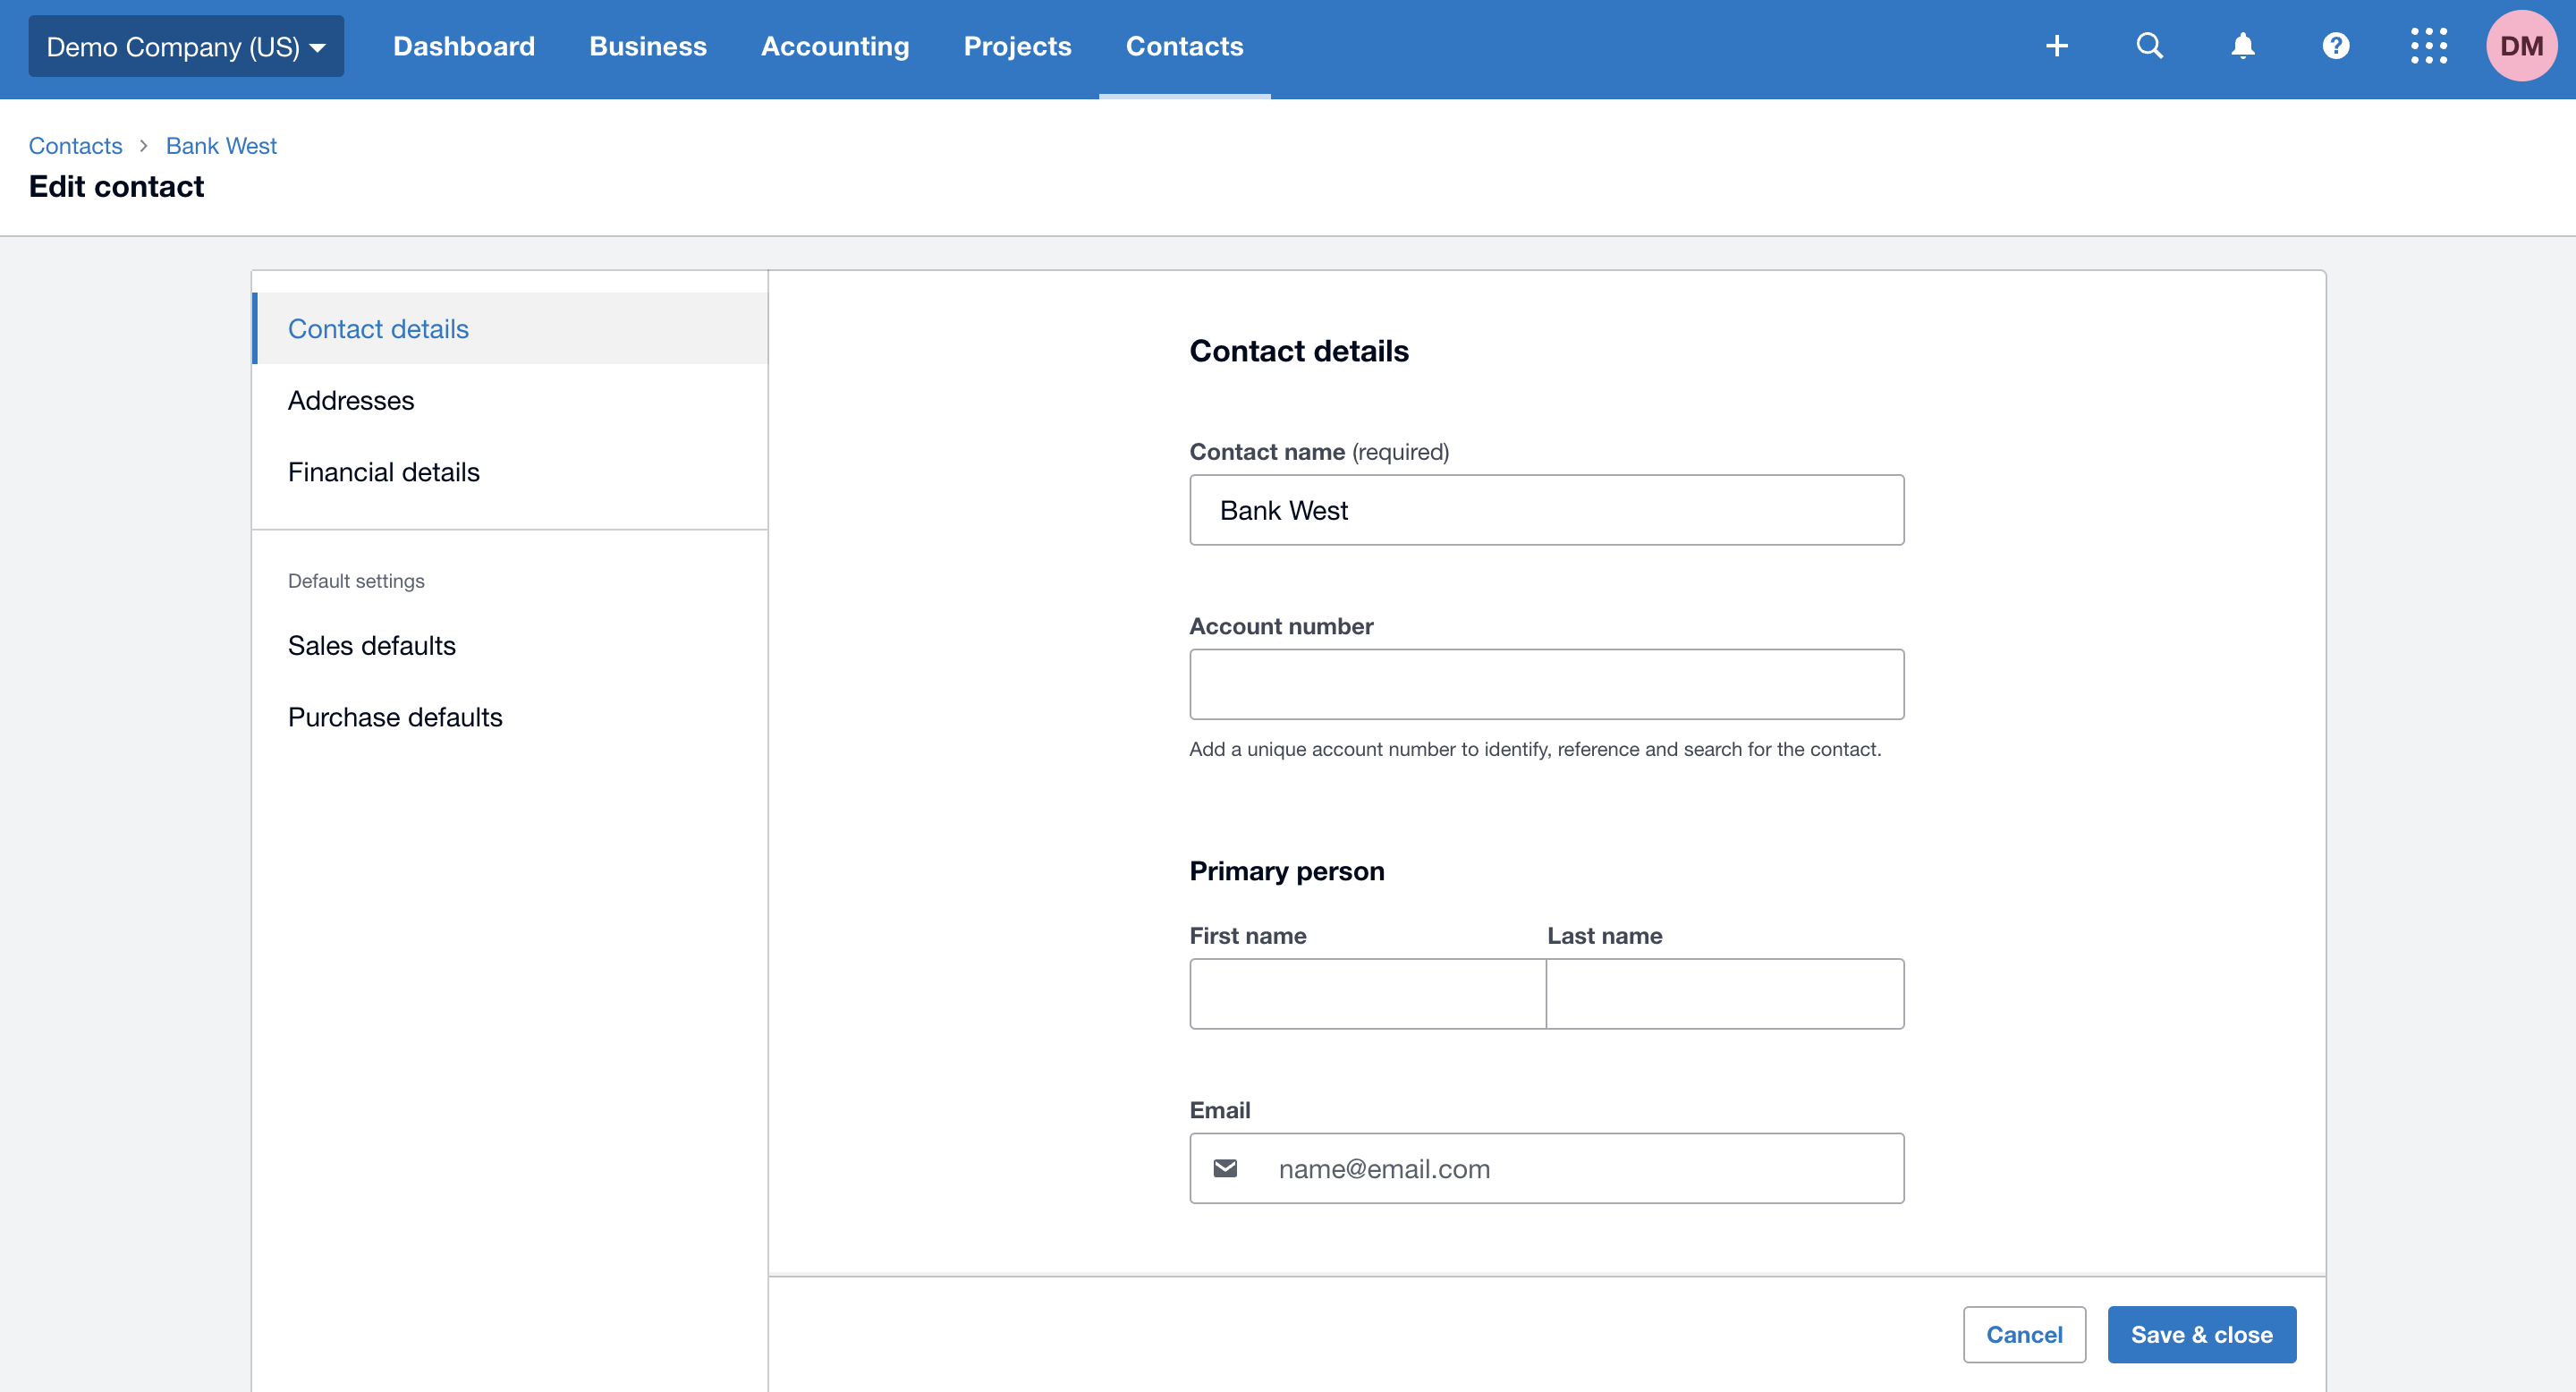 Demo Company (US)
Dashboard
Business
Accounting
Projects
Contacts
DM
Contacts
Bank West
Edit contact
Contact details
Addresses
Financial details
Default settings
Sales defaults
Purchase defaults
Contact details
Contact name (required)
Bank West
Account number
Add a unique account number to identify, reference and search for the contact.
Primary person
First name
Last name
Email
name@email.com
Cancel
Save & close